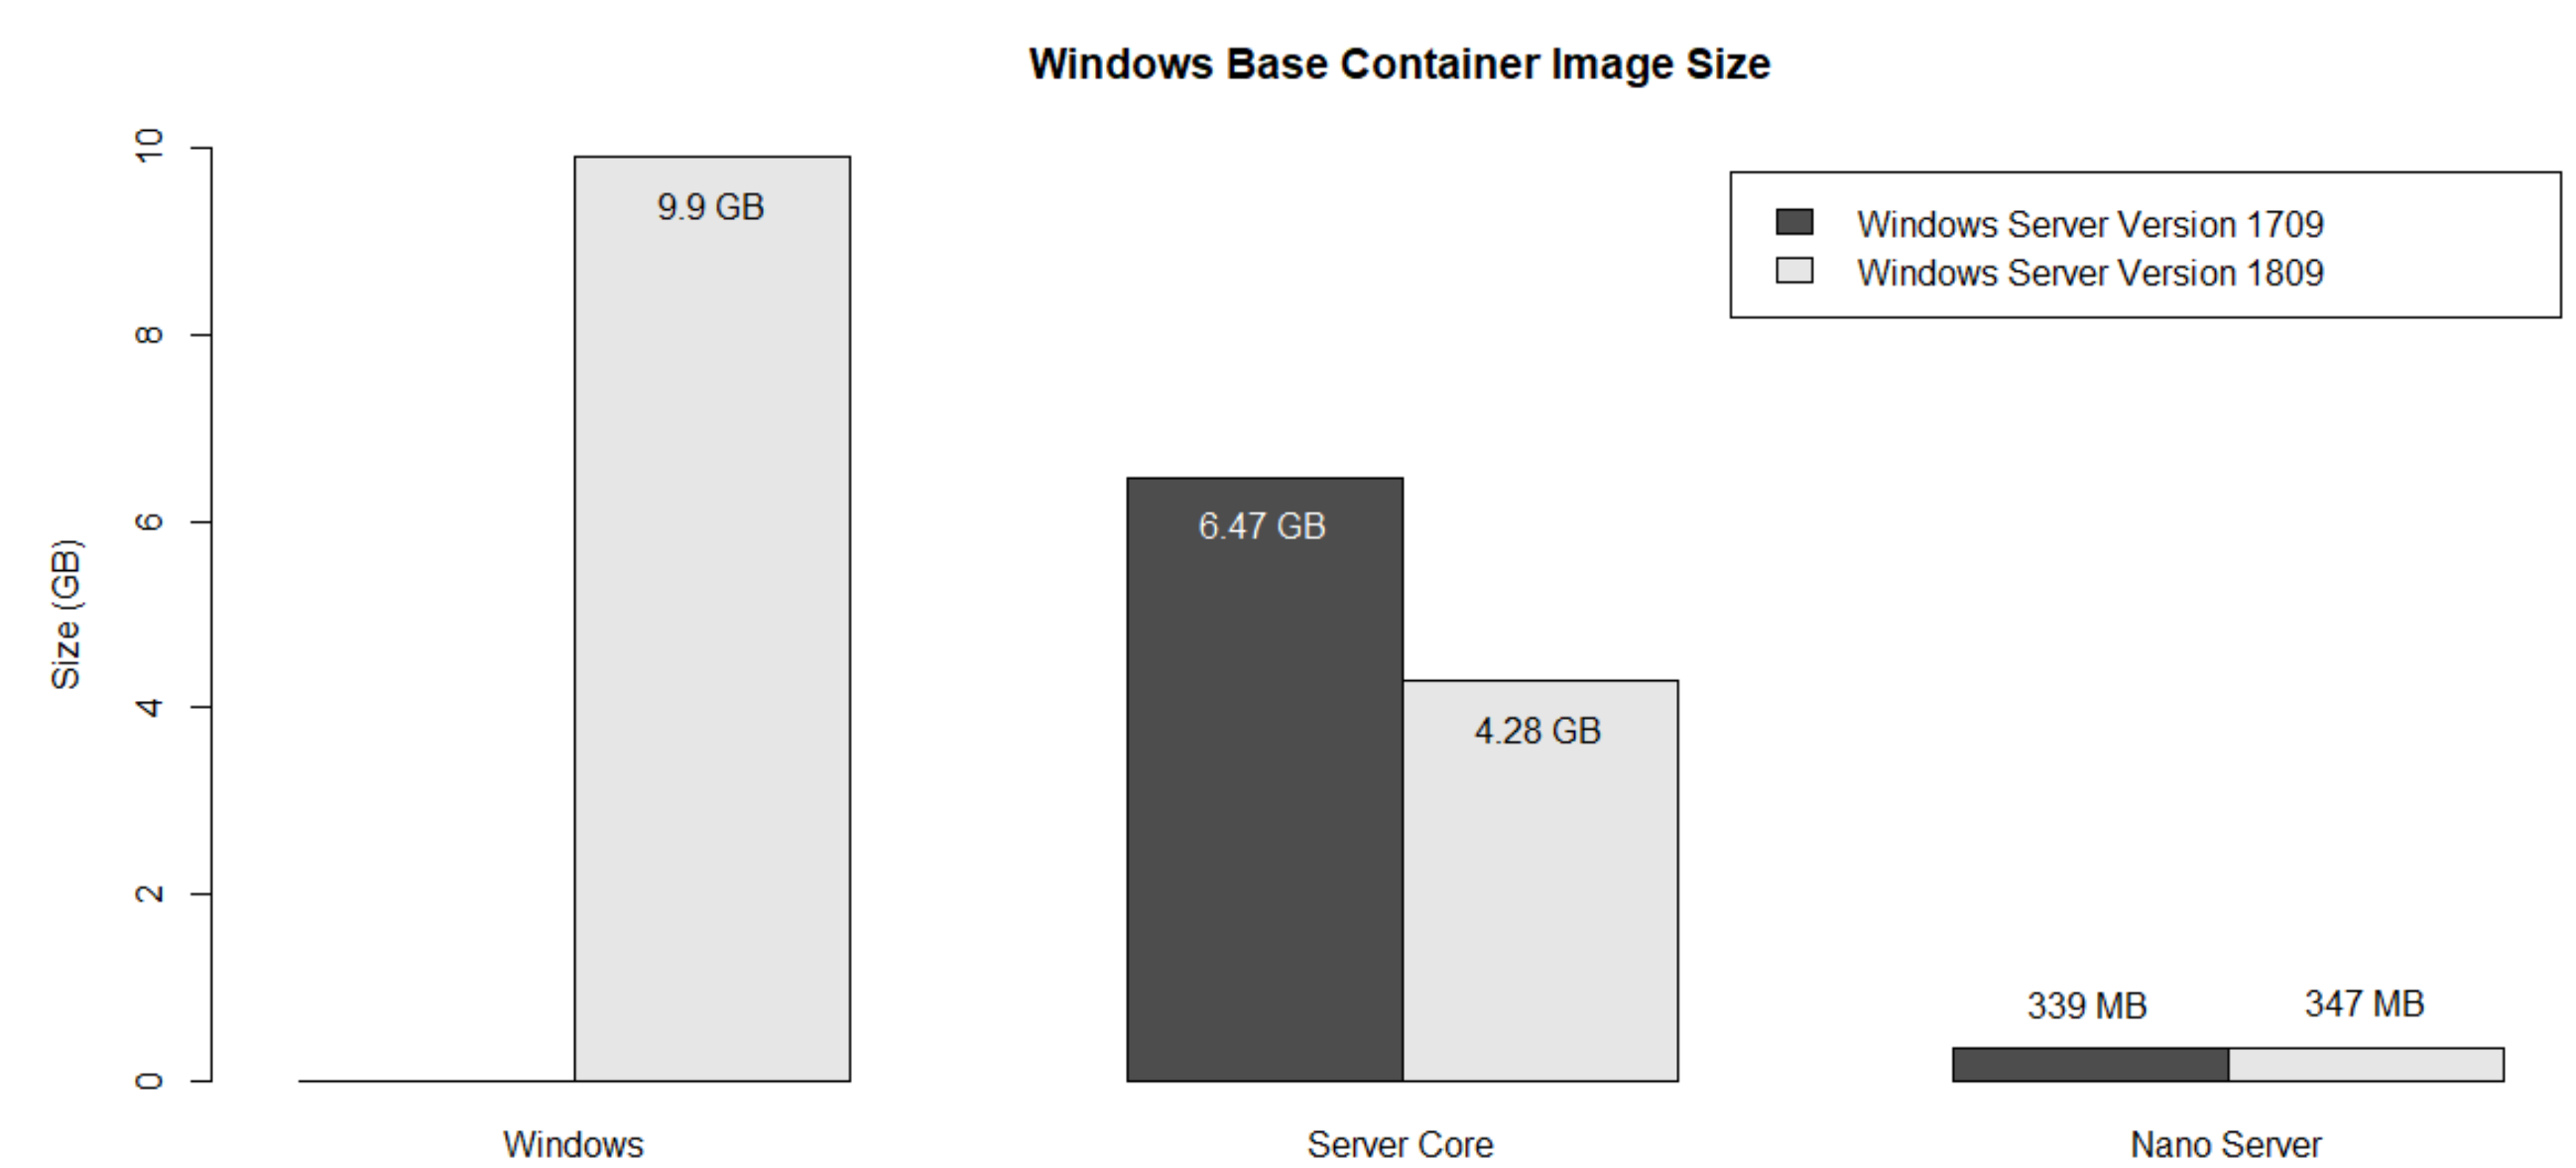 Windows Base Container Image Size
Size (GB)
10
8
6
4
2
0
9.9 GB
6.47 GB
4.28 GB
339 MB
347 MB
Windows Server Version 1709
Windows Server Version 1809
Windows
Server Core
Nano Server